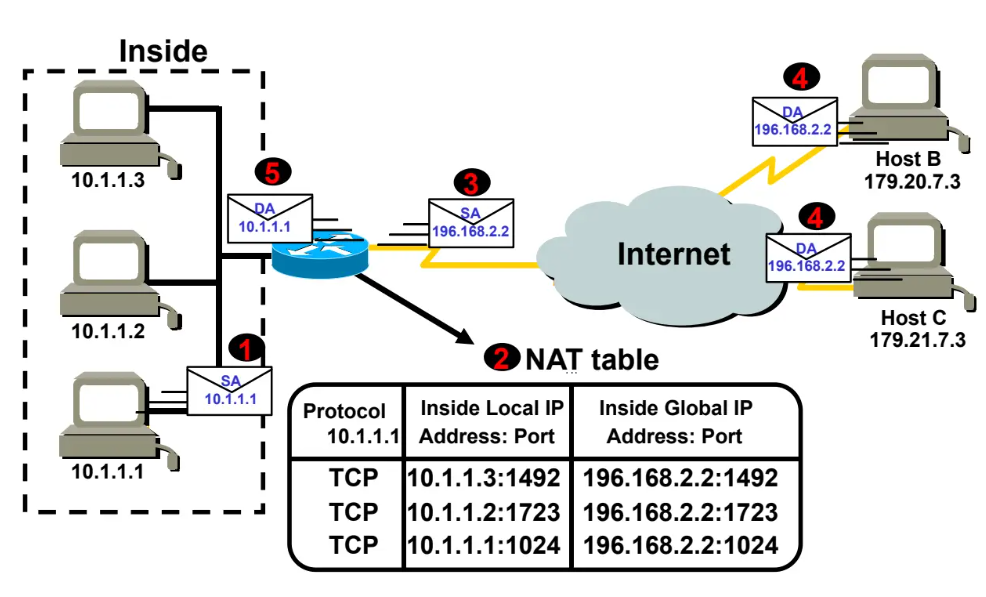 Inside
10.1.1.3
10.1.1.2
1
SA
10.1.1.1
10.1.1.1
5
DA
10.1.1.1
3
SA
196.168.2.2
Internet
4
DA
196.168.2.2
Host B
179.20.7.3
4
DA
196.168.2.2
Host C
179.21.7.3
2 NAT table
Protocol Inside Local IP Inside Global IP
10.1.1.1 Address: Port Address: Port
TCP 10.1.1.3:1492 196.168.2.2:1492
TCP 10.1.1.2:1723 196.168.2.2:1723
TCP 10.1.1.1:1024 196.168.2.2:1024